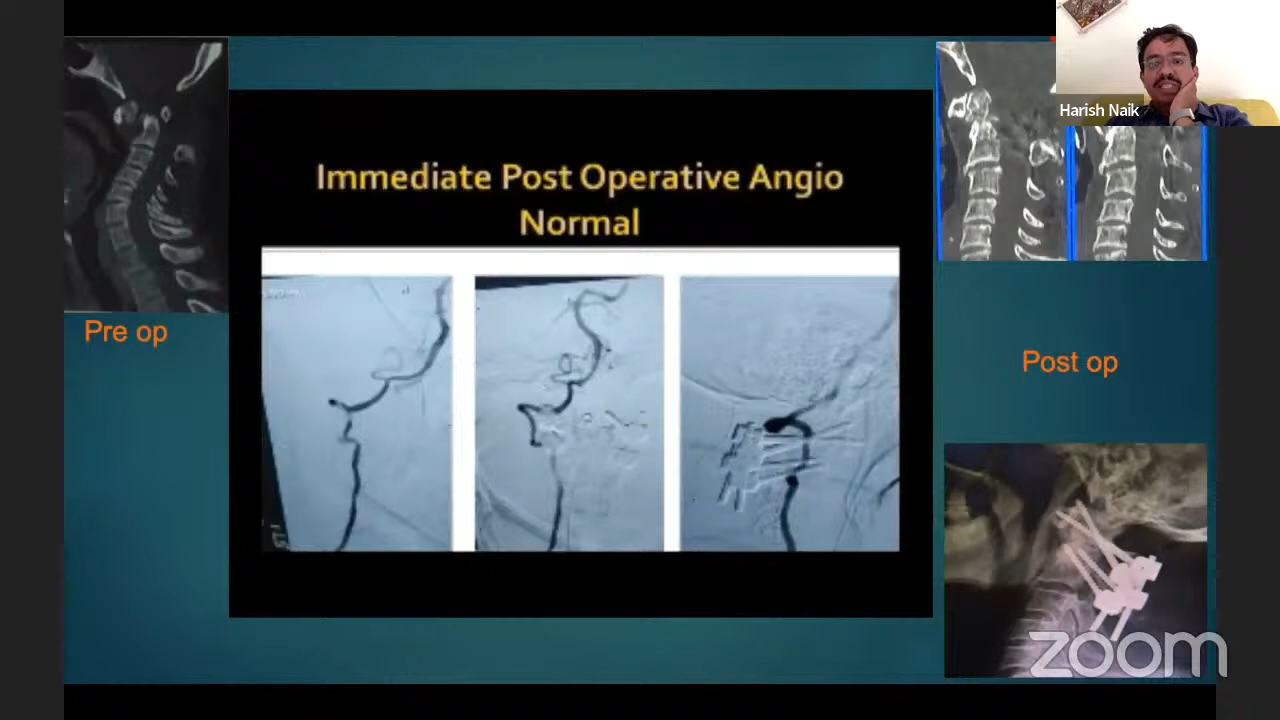 Harish Naik
Immediate Post Operative Angio
Normal
Pre op
Post op
zoom